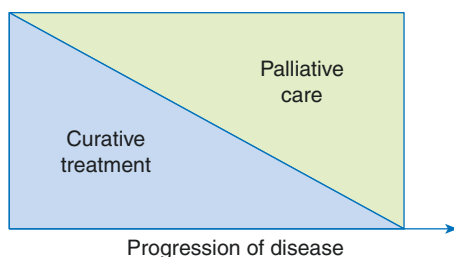 Palliative
care
Curative
treatment
Progression of disease